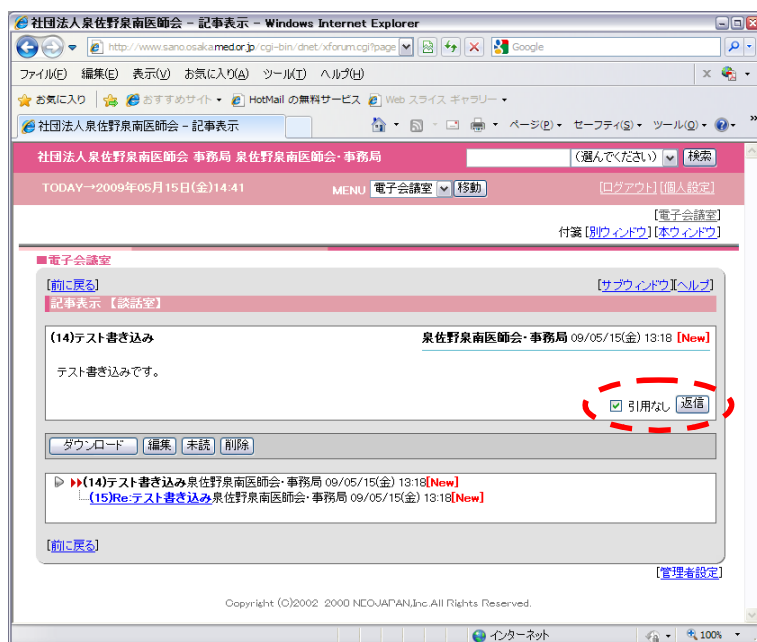 社団法人泉佐野泉南医師会 - 記事表示 - Windows Internet Explorer
http://www.sano.osaka.med.or.jp/cgi-bin/dnet/xforum.cgi?page
Google
ファイル(F) 編集(E) 表示(V) お気に入り(A) ツール(T) ヘルプ(H)
お気に入り おすすめサイト HotMail の無料サービス Web スライス ギャラリー
社団法人泉佐野泉南医師会 - 記事表示
ページ(P) セーフティ(S) ツール(O)
社団法人泉佐野泉南医師会 事務局 泉佐野泉南医師会・事務局 (選んでください) 検索
TODAY→2009年05月15日(金)14:41 MENU 電子会議室 移動 [ログアウト] [個人設定]
[電子会議室]
付箋 [別ウィンドウ] [本ウィンドウ]
■電子会議室
[前に戻る] [サブウィンドウ][ヘルプ]
記事表示 【談話室】
(14)テスト書き込み 泉佐野泉南医師会・事務局 09/05/15(金) 13:18 [New]
テスト書き込みです。
引用なし 返信
ダウンロード 編集 未読 削除
(14)テスト書き込み泉佐野泉南医師会・事務局 09/05/15(金) 13:18[New]
(15)Re:テスト書き込み泉佐野泉南医師会・事務局 09/05/15(金) 13:18[New]
[前に戻る]
[管理者設定]
Copyright (C)2002-2008 NEOJAPAN,Inc.All Rights Reserved.
インターネット 100%